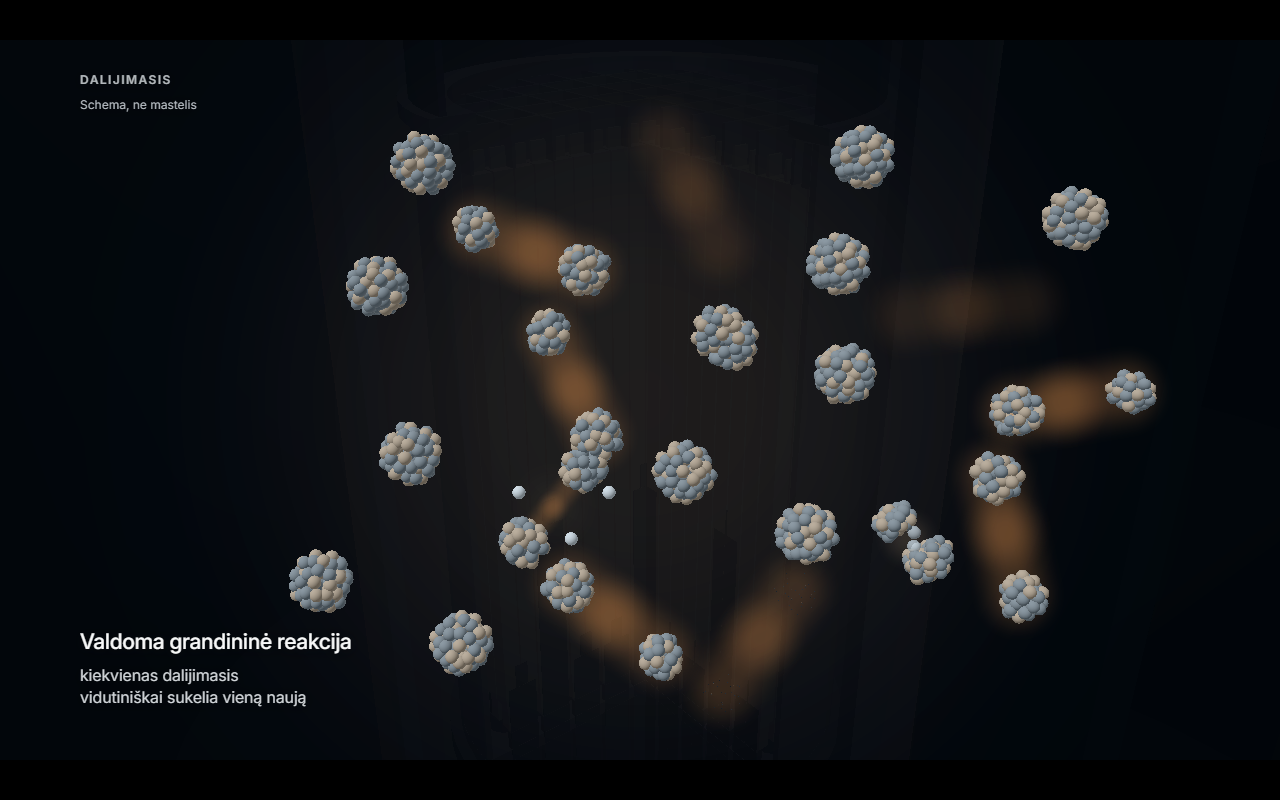 DALIJIMASIS
Schema, ne mastelis
Valdoma grandininė reakcija
kiekvienas dalijimasis
vidutiniškai sukelia vieną naują